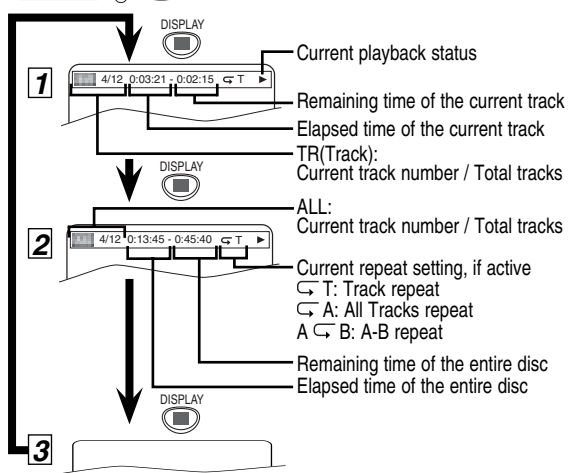 DISPLAY
Current playback status
1
4/12 0:03:21 - 0:02:15 T
Remaining time of the current track
Elapsed time of the current track
TR(Track):
Current track number / Total tracks
DISPLAY
ALL:
Current track number / Total tracks
2
4/12 0:13:45 - 0:45:40 T
Current repeat setting, if active
T: Track repeat
A: All Tracks repeat
A B: A-B repeat
Remaining time of the entire disc
Elapsed time of the entire disc
DISPLAY
3